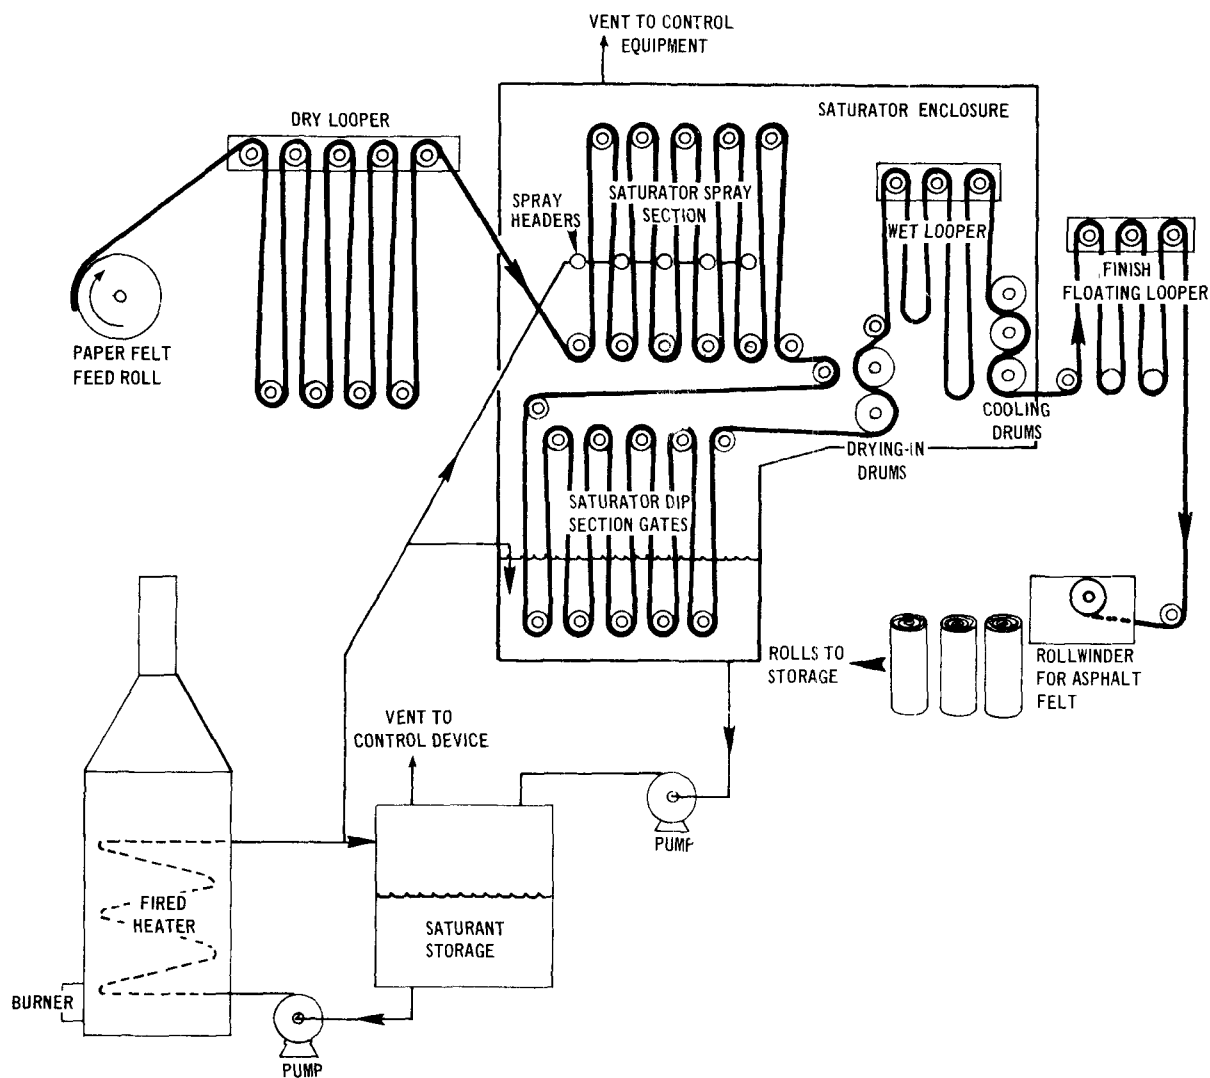 VENT TO CONTROL
EQUIPMENT
SATURATOR ENCLOSURE
DRY LOOPER
SPRAY
HEADERS
SATURATOR SPRAY
SECTION
WET LOOPER
FINISH
FLOATING LOOPER
PAPER FELT
FEED ROLL
COOLING
DRUMS
DRYING-IN
DRUMS
SATURATOR DIP
SECTION GATES
ROLLS TO
STORAGE
ROLLWINDER
FOR ASPHALT
FELT
VENT TO
CONTROL DEVICE
PUMP
FIRED
HEATER
SATURANT
STORAGE
BURNER
PUMP